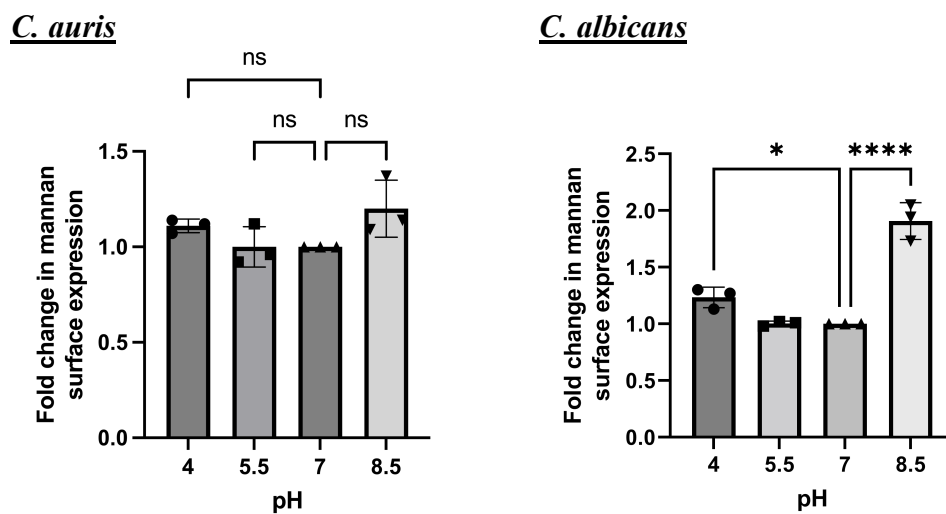 C. auris
ns
ns
ns
Fold change in mannan
surface expression
1.5
1.0
0.5
0.0
4
5.5
7
8.5
pH
C. albicans
*
****
Fold change in mannan
surface expression
2.5
2.0
1.5
1.0
0.5
0.0
4
5.5
7
8.5
pH